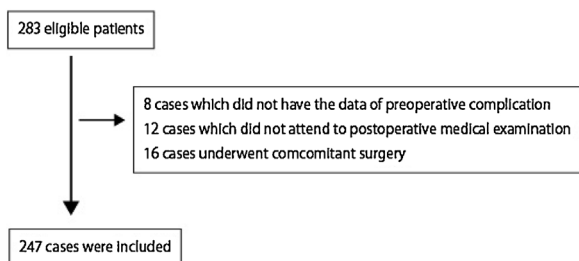 283 eligible patients
8 cases which did not have the data of preoperative complication
12 cases which did not attend to postoperative medical examination
16 cases underwent comcomitant surgery
247 cases were included